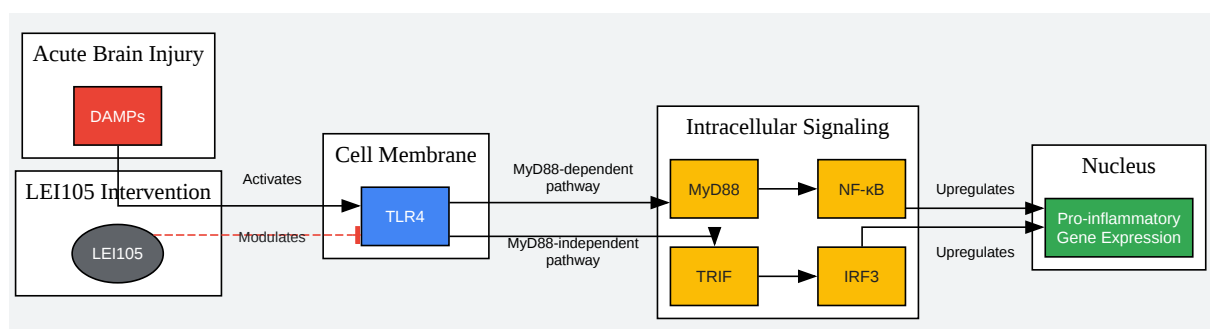 Acute Brain Injury
DAMPs
LEI105 Intervention
LEI105
Activates
Modulates
Cell Membrane
TLR4
MyD88-dependent
pathway
MyD88-independent
pathway
Intracellular Signaling
MyD88
NF-κB
TRIF
IRF3
Upregulates
Upregulates
Nucleus
Pro-inflammatory
Gene Expression